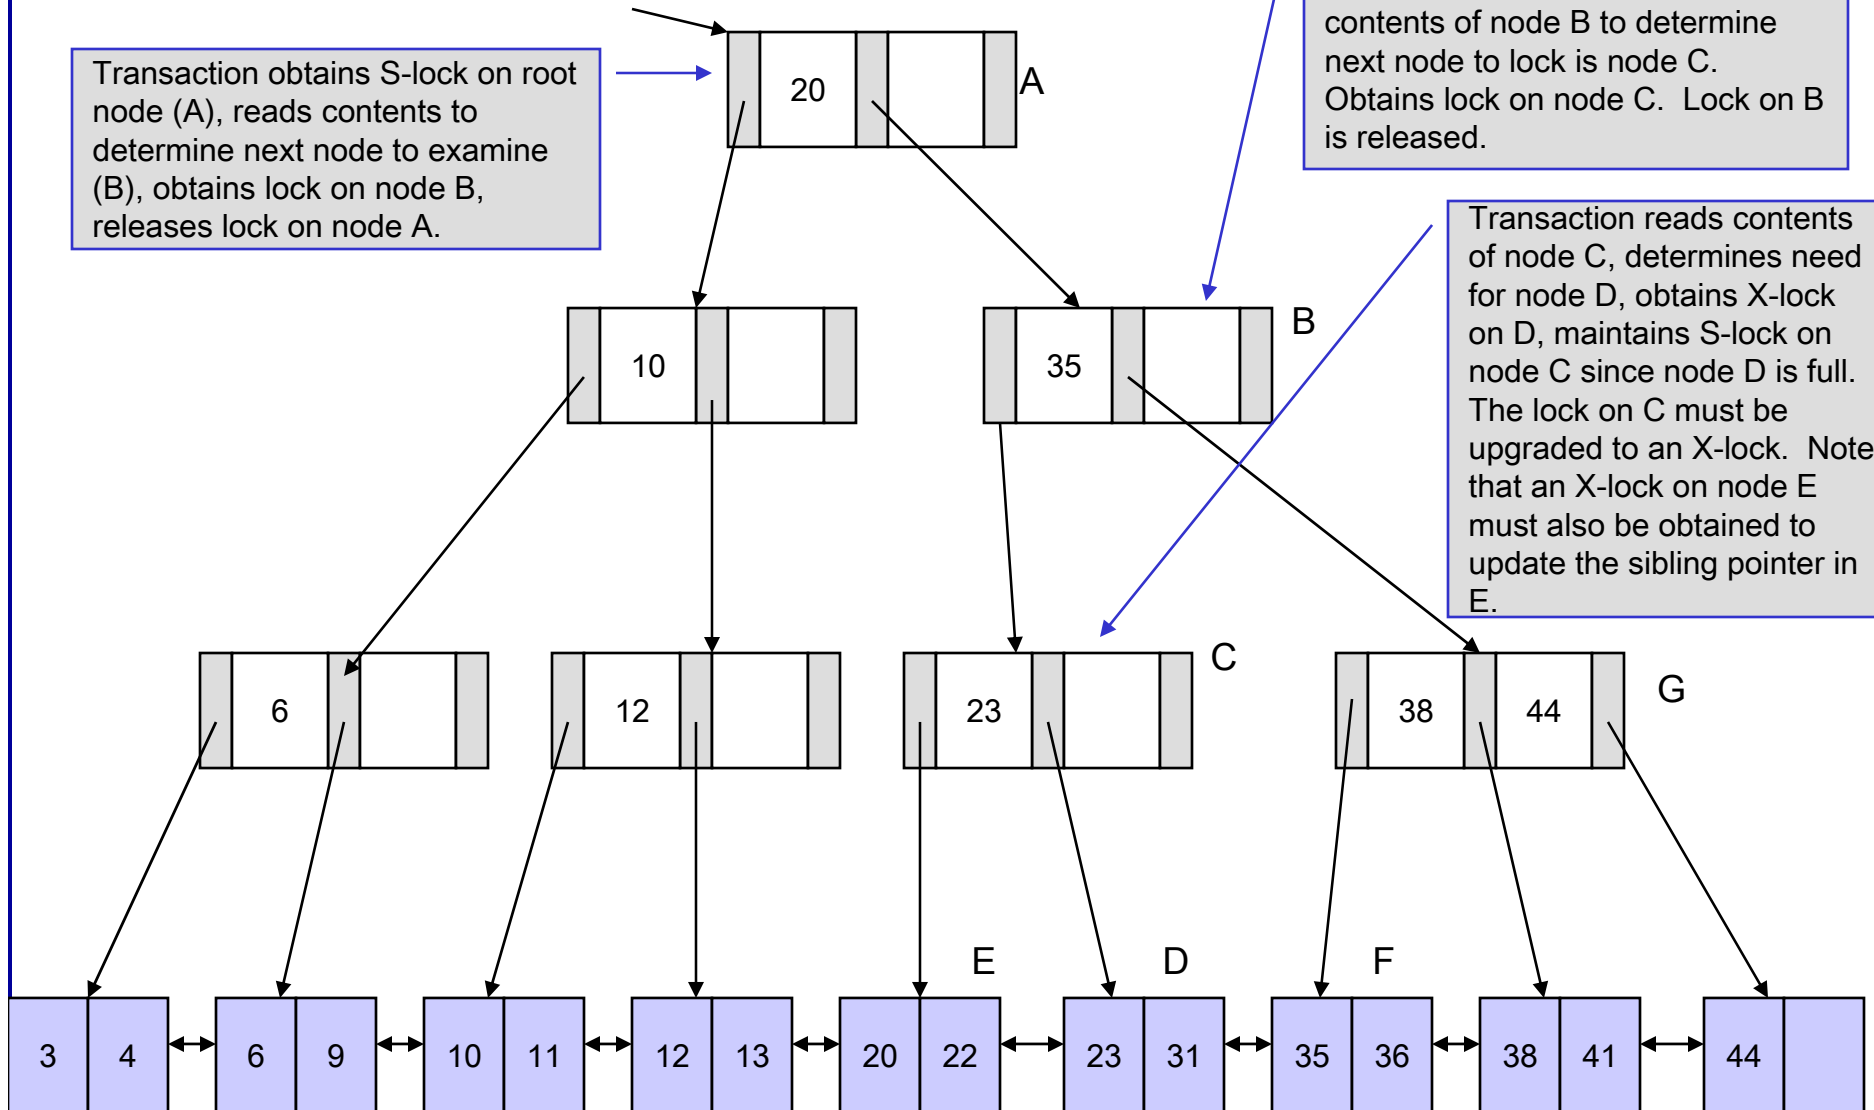 contents of node B to determine
next node to lock is node C.
Obtains lock on node C.  Lock on B
is released.
Transaction obtains S-lock on root
node (A), reads contents to
determine next node to examine
(B), obtains lock on node B,
releases lock on node A.
20
A
Transaction reads contents
of node C, determines need
for node D, obtains X-lock
on D, maintains S-lock on
node C since node D is full.
The lock on C must be
upgraded to an X-lock.  Note
that an X-lock on node E
must also be obtained to
update the sibling pointer in
E.
10
35
B
6
12
23
C
38 44
G
E
D
F
3 4
6 9
10 11
12 13
20 22
23 31
35 36
38 41
44